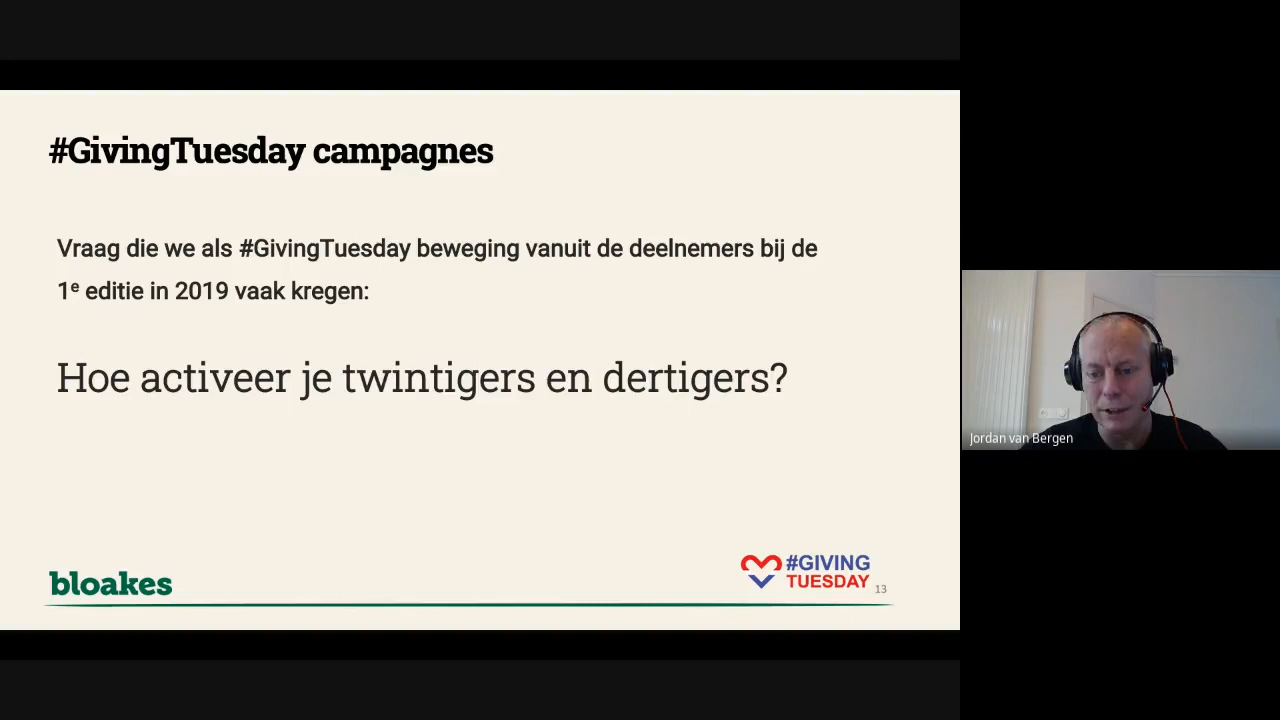 #GivingTuesday campagnes
Vraag die we als #GivingTuesday beweging vanuit de deelnemers bij de
1ᵉ editie in 2019 vaak kregen:
Hoe activeer je twintigers en dertigers?
Jordan van Bergen
bloakes
#GIVING
TUESDAY
13